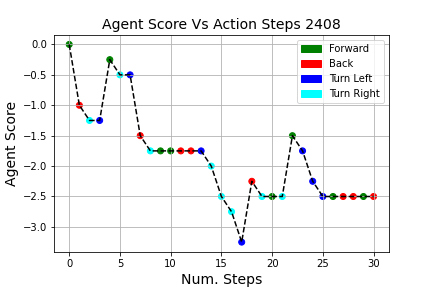 Agent Score Vs Action Steps 2408
Agent Score
0.0
−0.5
−1.0
−1.5
−2.0
−2.5
−3.0
Forward
Back
Turn Left
Turn Right
0 5 10 15 20 25 30
Num. Steps